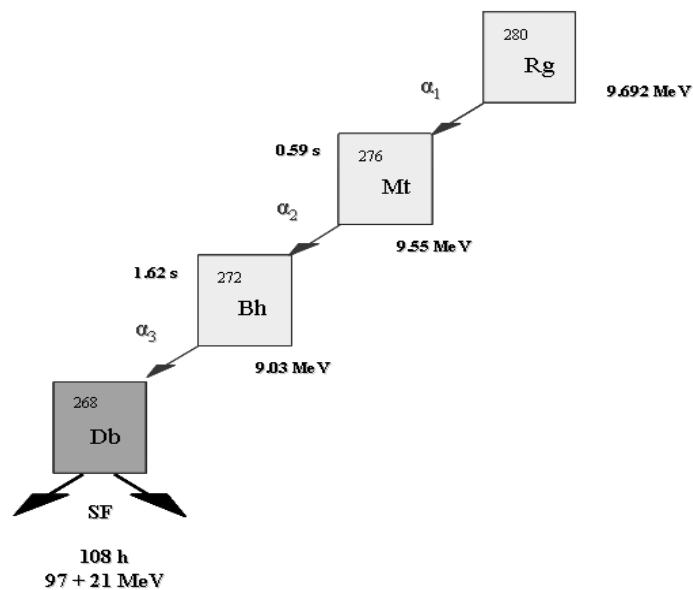 280
Rg
α1
9.692 MeV
0.59 s
276
Mt
α2
9.55 MeV
1.62 s
272
Bh
α3
9.03 MeV
268
Db
SF
108 h
97 + 21 MeV